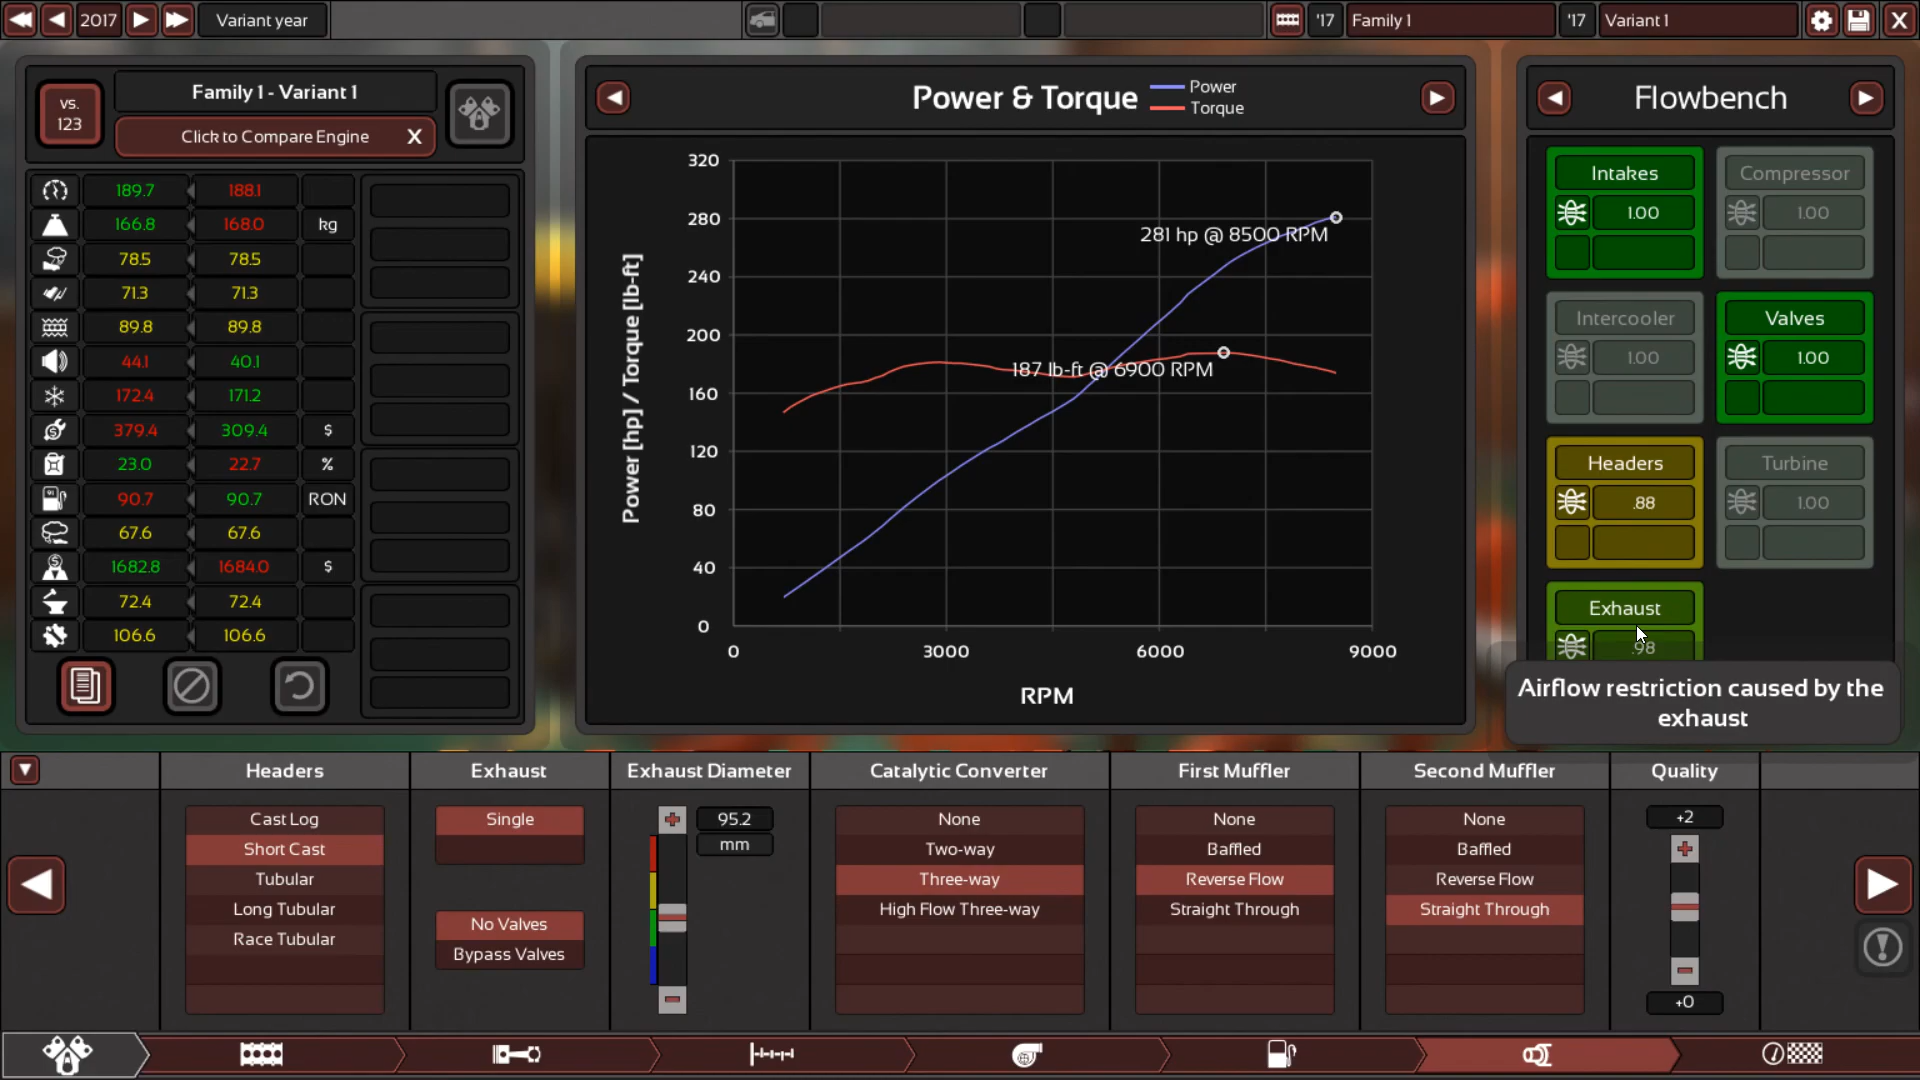 2017
Variant year
'17
Family 1
'17
Variant 1
X
vs.
123
Family 1 - Variant 1
Click to Compare Engine
X
189.7 188.1
166.8 168.0 kg
78.5 78.5
71.3 71.3
89.8 89.8
44.1 40.1
172.4 171.2
379.4 309.4 $
23.0 22.7 %
90.7 90.7 RON
67.6 67.6
1682.8 1684.0 $
72.4 72.4
106.6 106.6
Power & Torque
Power
Torque
Power [hp] / Torque [lb-ft]
320
280
240
200
160
120
80
40
0
281 hp @ 8500 RPM
187 lb-ft @ 6900 RPM
0 3000 6000 9000
RPM
Flowbench
Intakes
1.00
Compressor
1.00
Intercooler
1.00
Valves
1.00
Headers
.88
Turbine
1.00
Exhaust
.98
Airflow restriction caused by the
exhaust
Headers
Cast Log
Short Cast
Tubular
Long Tubular
Race Tubular
Exhaust
Single
No Valves
Bypass Valves
Exhaust Diameter
95.2
mm
Catalytic Converter
None
Two-way
Three-way
High Flow Three-way
First Muffler
None
Baffled
Reverse Flow
Straight Through
Second Muffler
None
Baffled
Reverse Flow
Straight Through
Quality
+2
+0